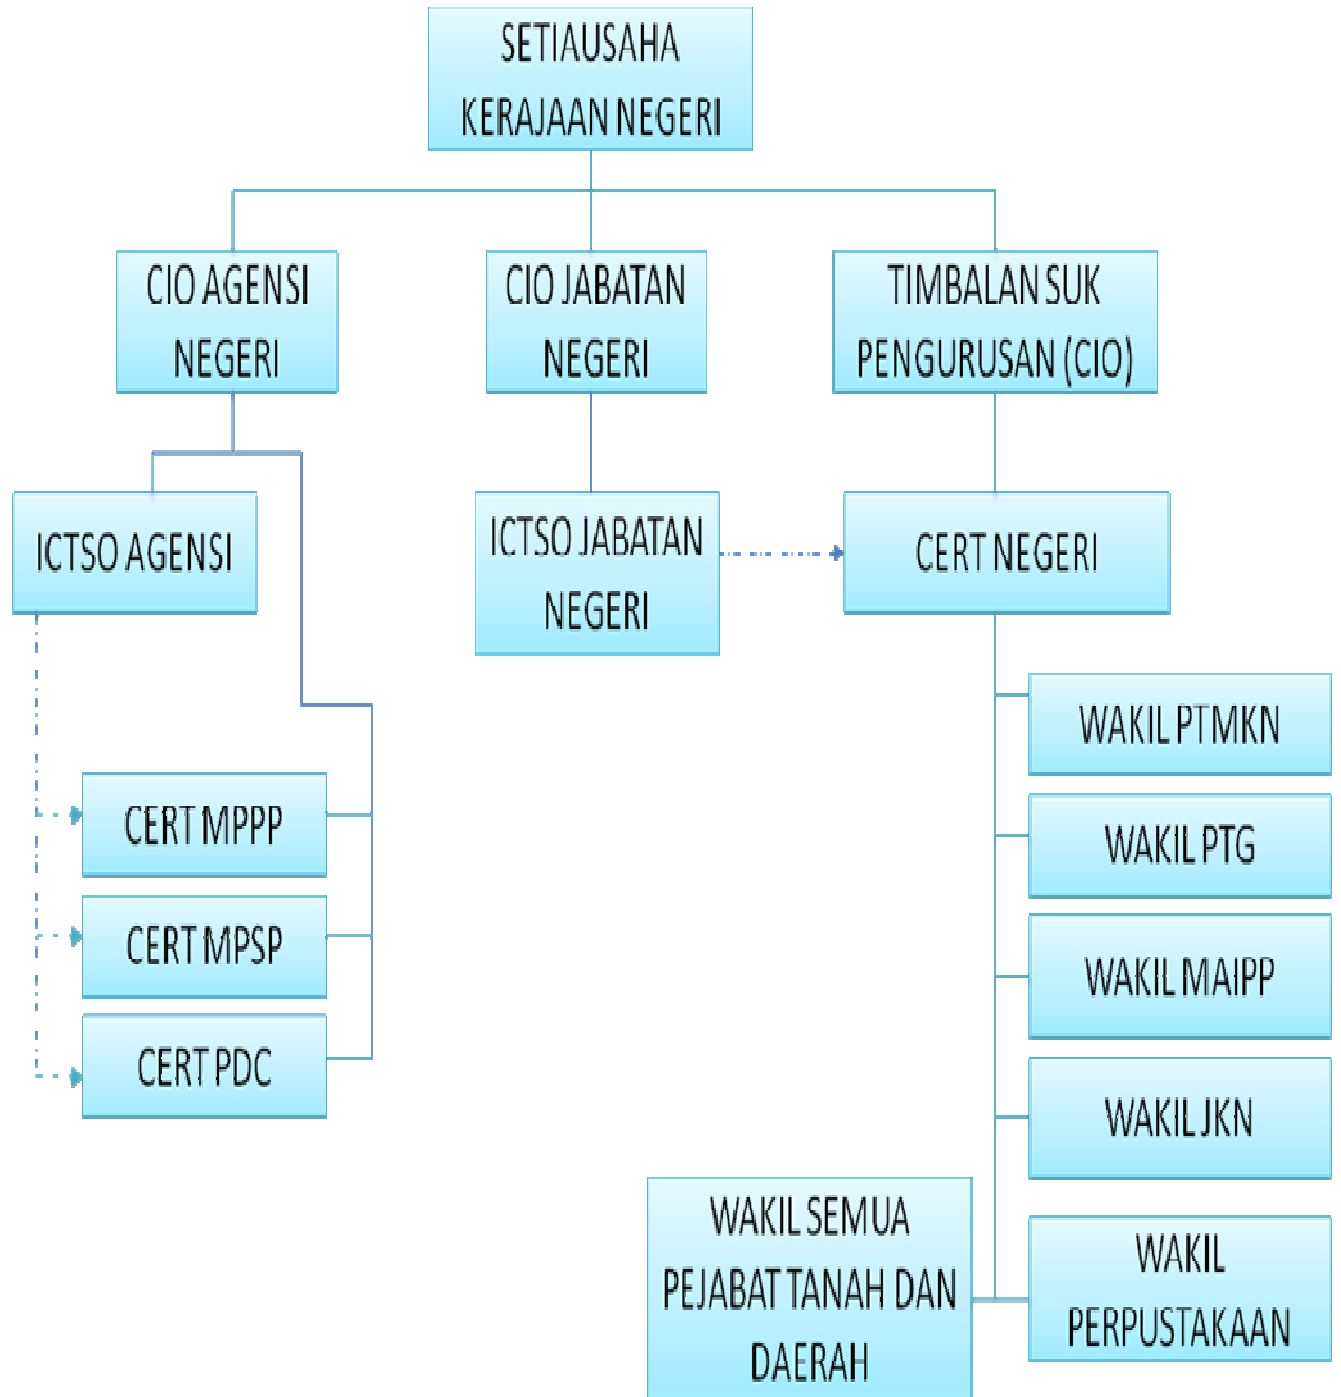 SETIAUSAHA
KERAJAAN NEGERI
CIO AGENSI
NEGERI
CIO JABATAN
NEGERI
TIMBALAN SUK
PENGURUSAN (CIO)
ICTSO AGENSI
ICTSO JABATAN
NEGERI
CERT NEGERI
CERT MPPP
CERT MPSP
CERT PDC
WAKIL PTMKN
WAKIL PTG
WAKIL MAIPP
WAKIL JKN
WAKIL SEMUA
PEJABAT TANAH DAN
DAERAH
WAKIL
PERPUSTAKAAN